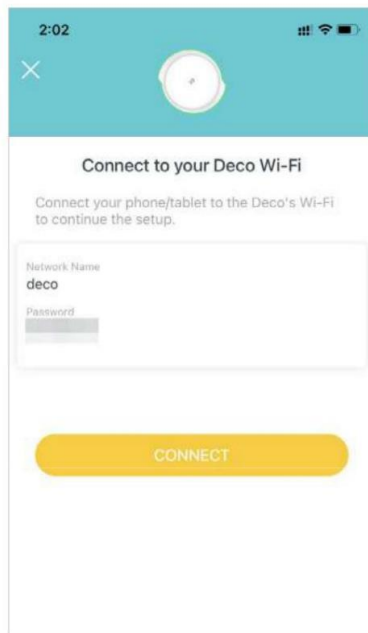 2:02
Connect to your Deco Wi-Fi
Connect your phone/tablet to the Deco's Wi-Fi
to continue the setup.
Network Name
deco
Password
CONNECT